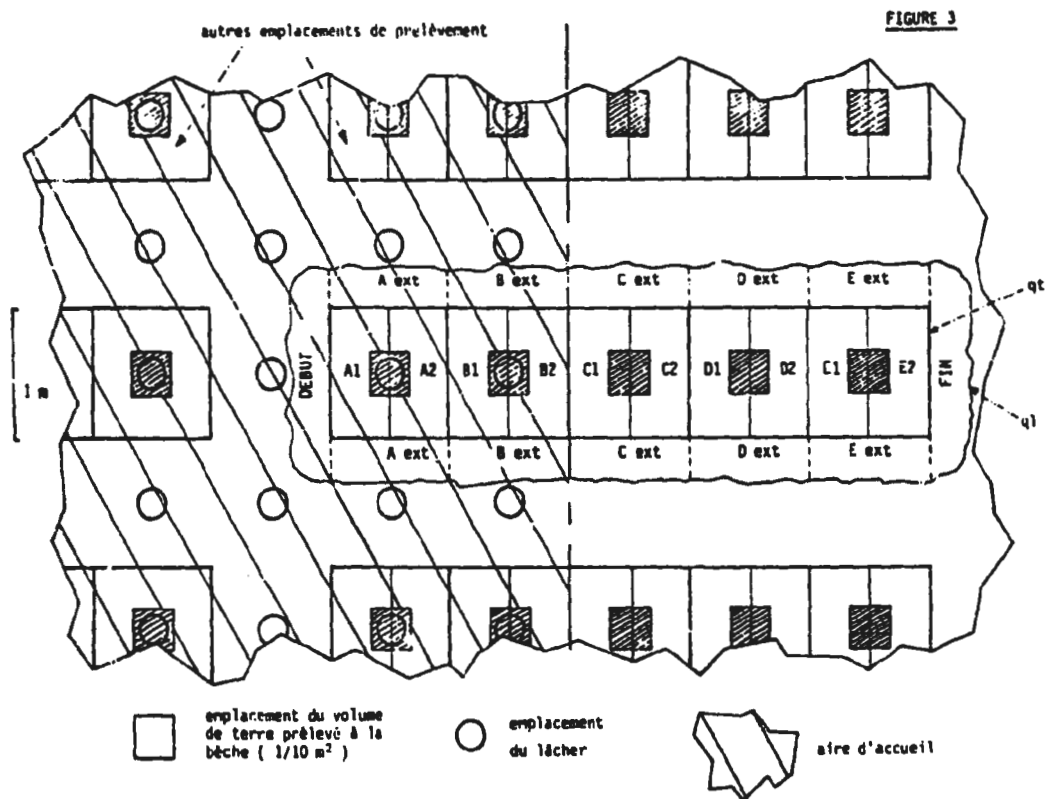 FIGURE 3
autres emplacements de prelèvement
A ext B ext C ext D ext E ext
qt
1 m
DEBUT A1 A2 B1 B2 C1 C2 D1 D2 C1 E2 FIN
ql
A ext B ext C ext D ext E ext
emplacement du volume
de terre prélevé à la
bêche ( 1/10 m² )
emplacement
du lâcher
aire d'accueil